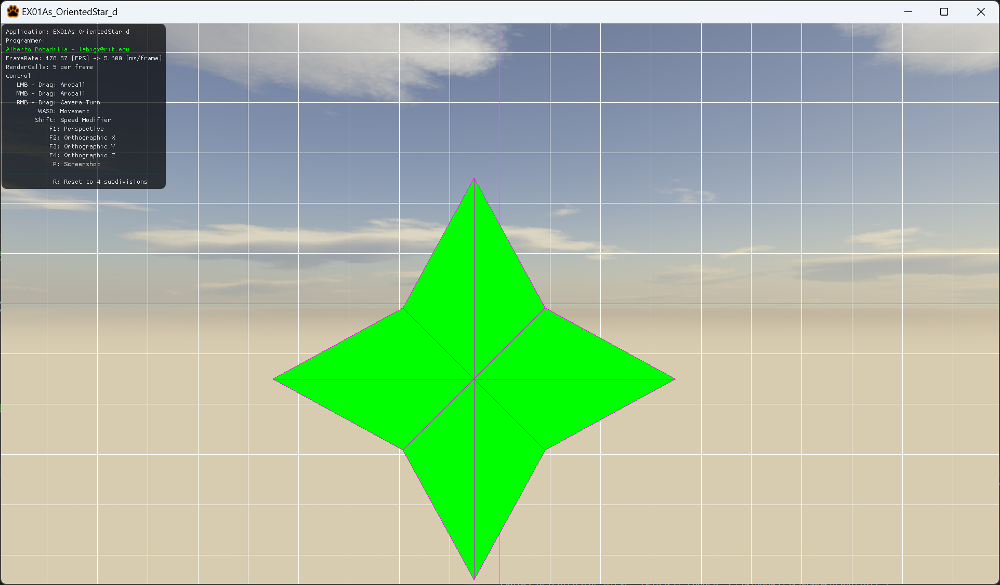 EX01As_OrientedStar_d
Application: EX01As_OrientedStar_d
Programmer:
Alberto Bobadilla - labigm@rit.edu
FrameRate: 178.57 [FPS] -> 5.600 [ms/frame]
RenderCalls: 5 per frame
Control:
LMB + Drag: Arcball
MMB + Drag: Arcball
RMB + Drag: Camera Turn
WASD: Movement
Shift: Speed Modifier
F1: Perspective
F2: Orthographic X
F3: Orthographic Y
F4: Orthographic Z
P: Screenshot
R: Reset to 4 subdivisions